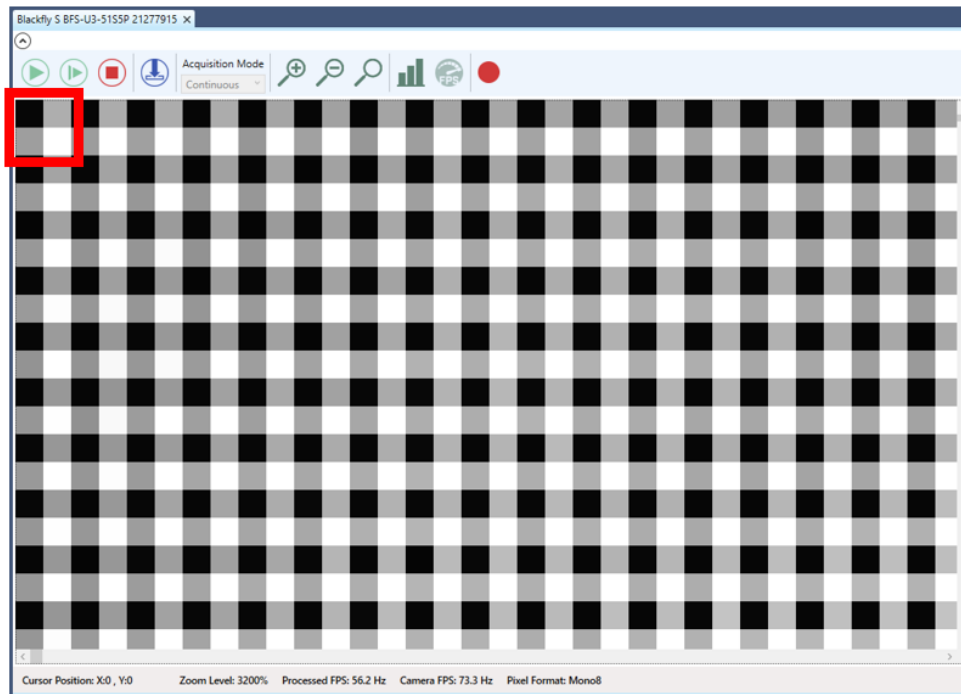 Blackfly S BFS-U3-51S5P 21277915 ×
Acquisition Mode
Continuous
FPS
Cursor Position: X:0 , Y:0 Zoom Level: 3200% Processed FPS: 56.2 Hz Camera FPS: 73.3 Hz Pixel Format: Mono8